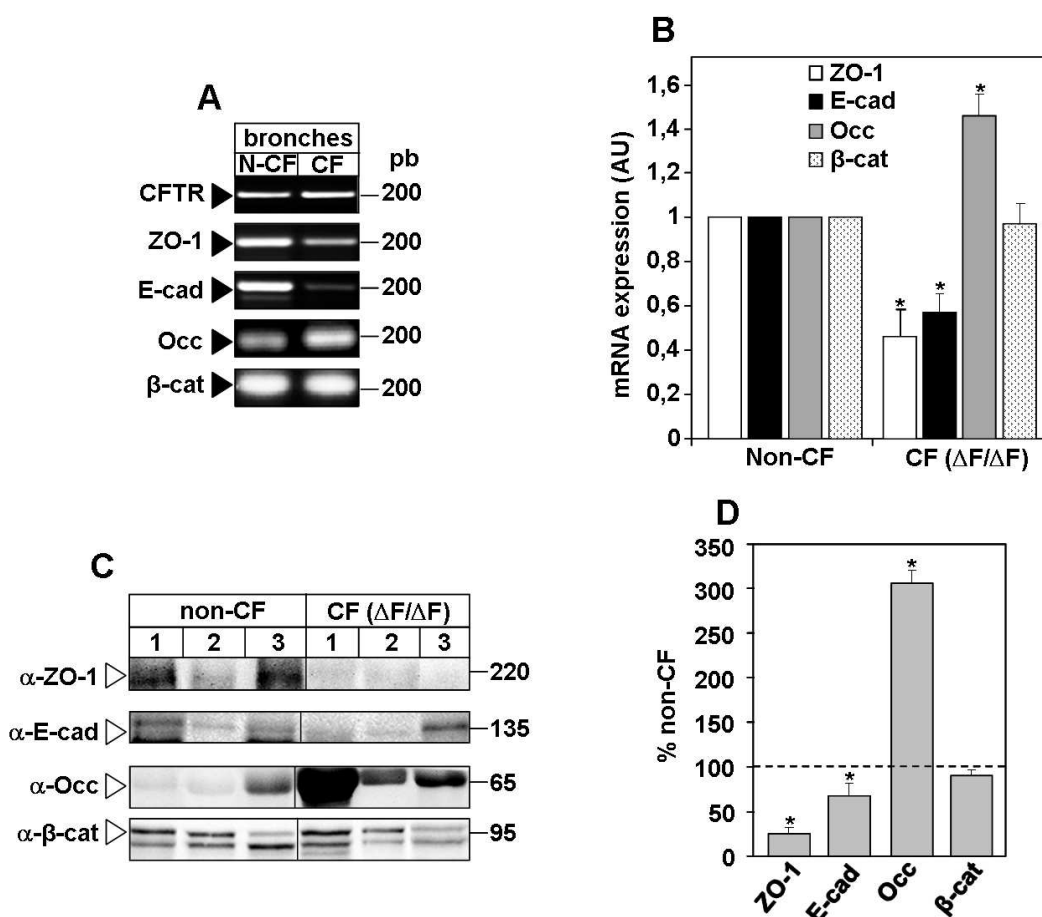 A
bronches
N-CF CF pb
CFTR 200
ZO-1 200
E-cad 200
Occ 200
β-cat 200
B
ZO-1
E-cad
Occ
β-cat
mRNA expression (AU)
1,6
1,4
1,2
1
0,8
0,6
0,4
0,2
0
*
*
*
Non-CF CF (ΔF/ΔF)
C
non-CF CF (ΔF/ΔF)
1 2 3 1 2 3
α-ZO-1 220
α-E-cad 135
α-Occ 65
α-β-cat 95
D
% non-CF
350
300
250
200
150
100
50
0
*
*
*
ZO-1 E-cad Occ β-cat